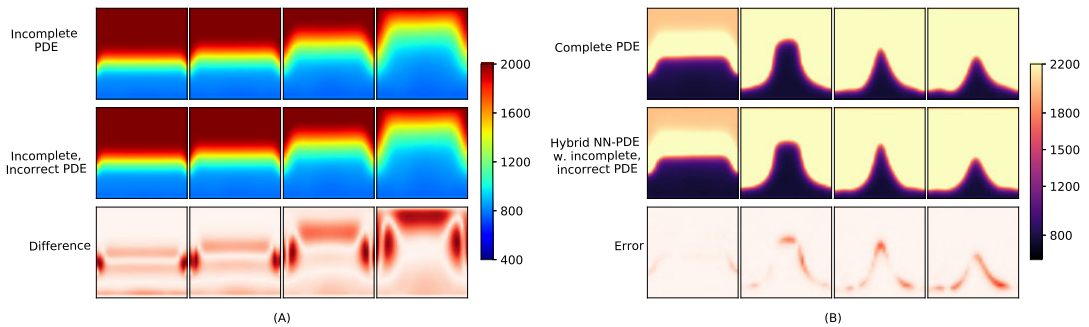 Incomplete
PDE
Incomplete,
Incorrect PDE
Difference
2000
1600
1200
800
400
(A)
Complete PDE
Hybrid NN-PDE
w. incomplete,
incorrect PDE
Error
2200
1800
1500
1200
800
(B)